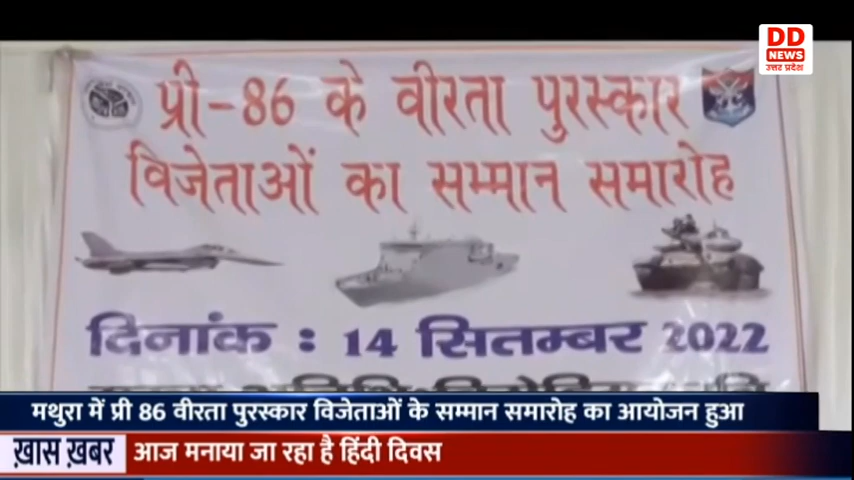 DD
NEWS
उत्तर प्रदेश
प्री-86 के वीरता पुरस्कार
विजेताओं का सम्मान समारोह
दिनांक : 14 सितम्बर 2022
मथुरा में प्री 86 वीरता पुरस्कार विजेताओं के सम्मान समारोह का आयोजन हुआ
ख़ास ख़बर आज मनाया जा रहा है हिंदी दिवस